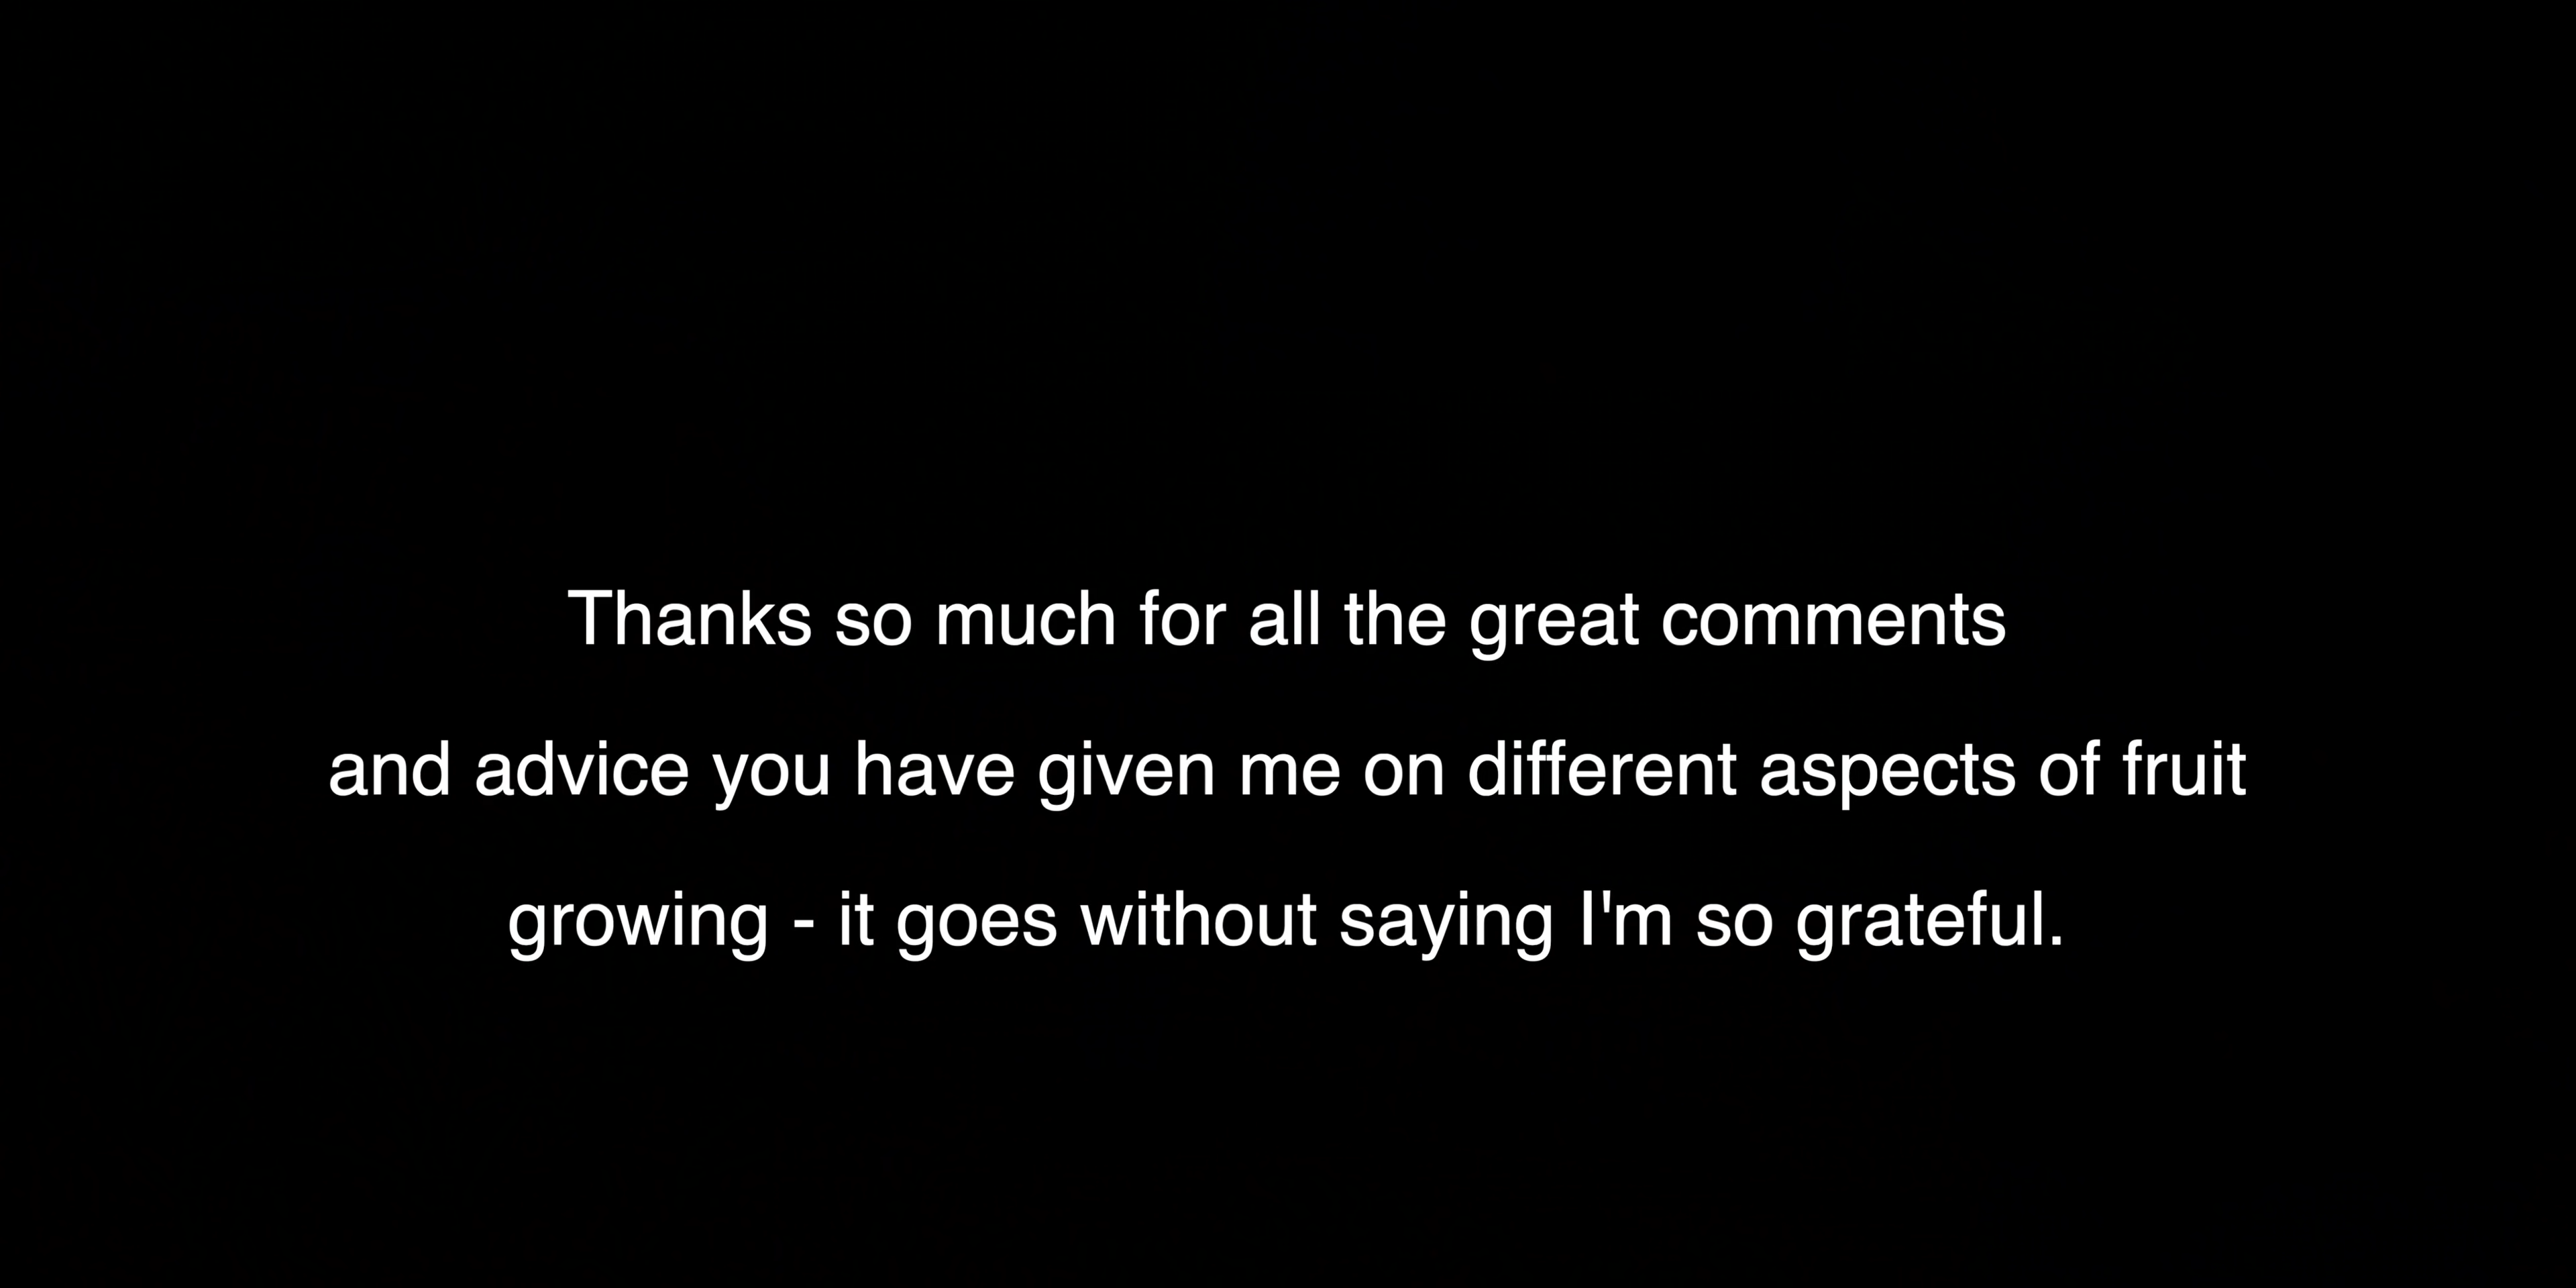 Thanks so much for all the great comments
and advice you have given me on different aspects of fruit
growing - it goes without saying I'm so grateful.